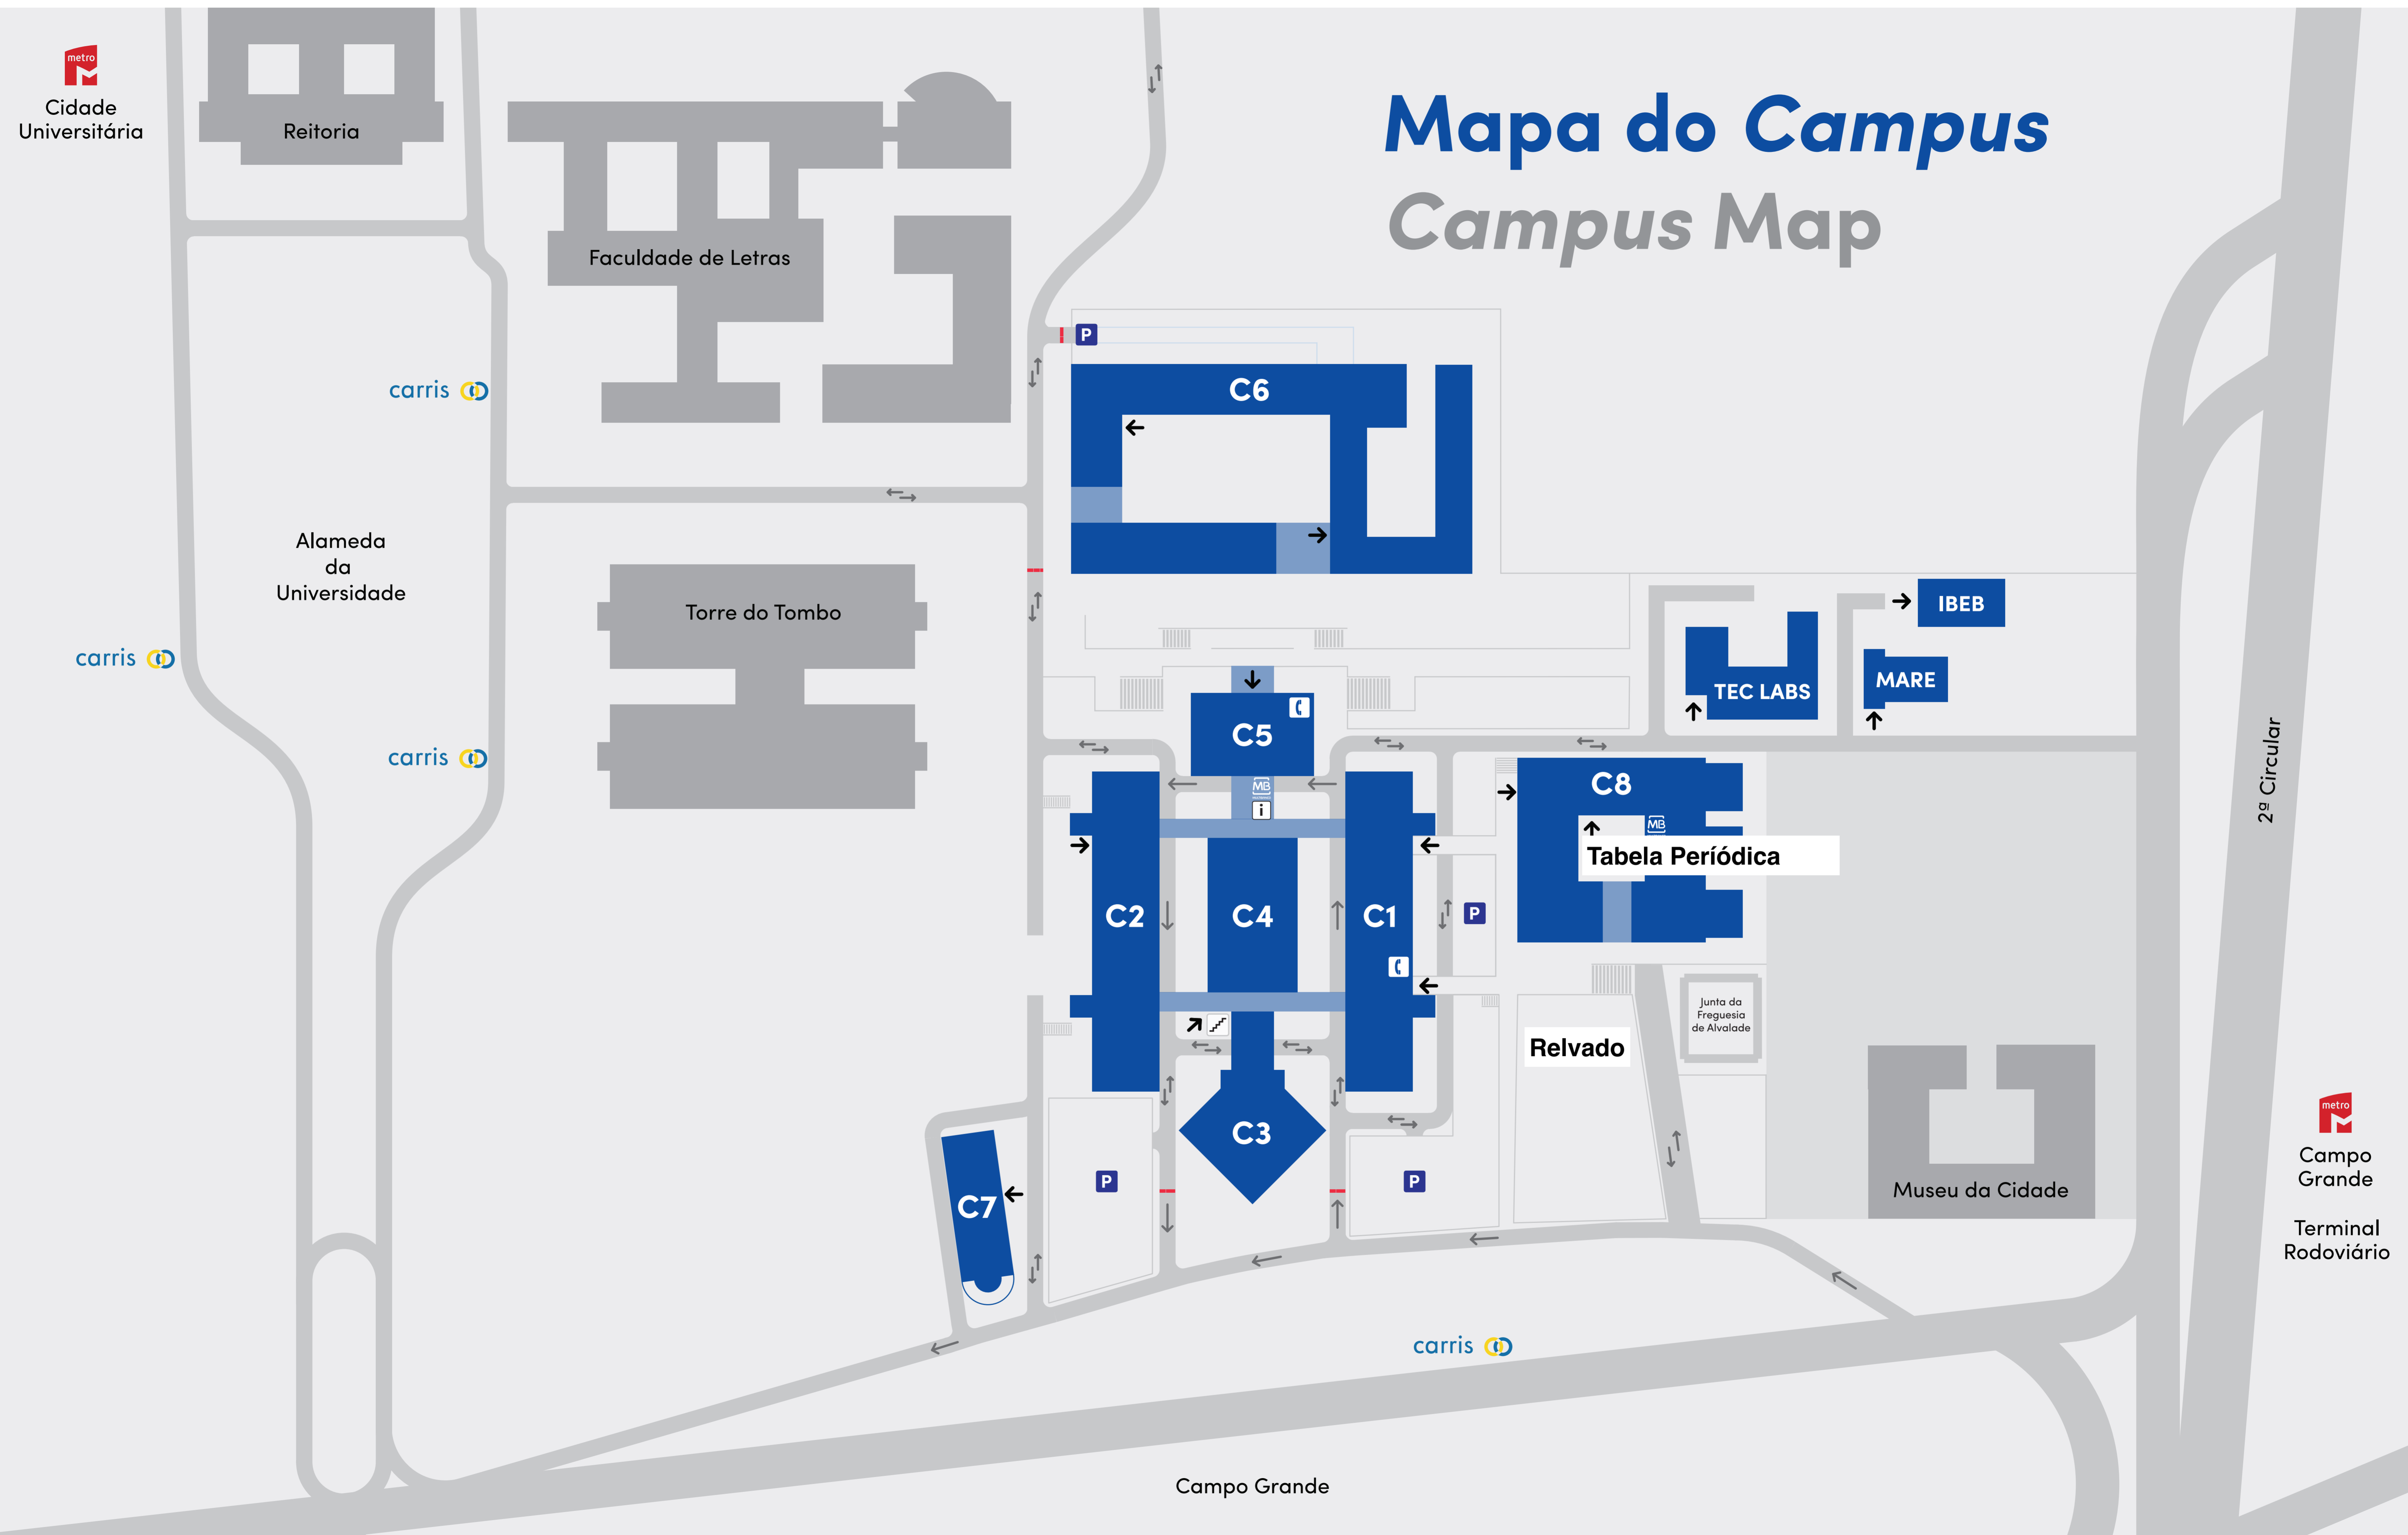 Mapa do Campus
Campus Map
metro
Cidade
Universitária
Reitoria
Faculdade de Letras
carris
P
C6
Alameda
da
Universidade
Torre do Tombo
carris
carris
IBEB
MARE
TEC LABS
C5
MB
i
C8
MB
Tabela Períódica
2ª Circular
C2
C4
C1
P
Junta da
Freguesia
de Alvalade
Relvado
C3
C7
P
P
Museu da Cidade
metro
Campo
Grande
Terminal
Rodoviário
carris
Campo Grande